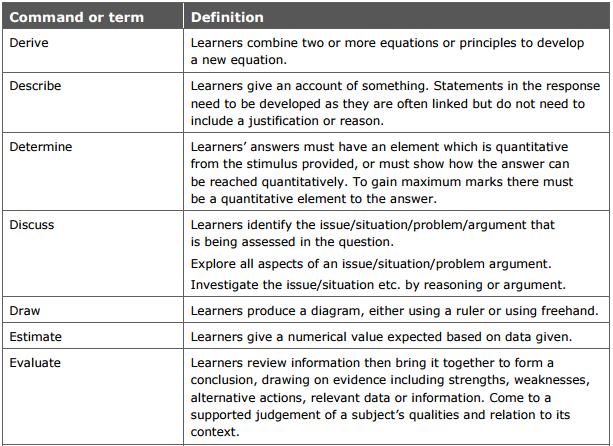 Command or term Definition
Derive Learners combine two or more equations or principles to develop
a new equation.
Describe Learners give an account of something. Statements in the response
need to be developed as they are often linked but do not need to
include a justification or reason.
Determine Learners’ answers must have an element which is quantitative
from the stimulus provided, or must show how the answer can
be reached quantitatively. To gain maximum marks there must
be a quantitative element to the answer.
Discuss Learners identify the issue/situation/problem/argument that
is being assessed in the question.
Explore all aspects of an issue/situation/problem argument.
Investigate the issue/situation etc. by reasoning or argument.
Draw Learners produce a diagram, either using a ruler or using freehand.
Estimate Learners give a numerical value expected based on data given.
Evaluate Learners review information then bring it together to form a
conclusion, drawing on evidence including strengths, weaknesses,
alternative actions, relevant data or information. Come to a
supported judgement of a subject’s qualities and relation to its
context.